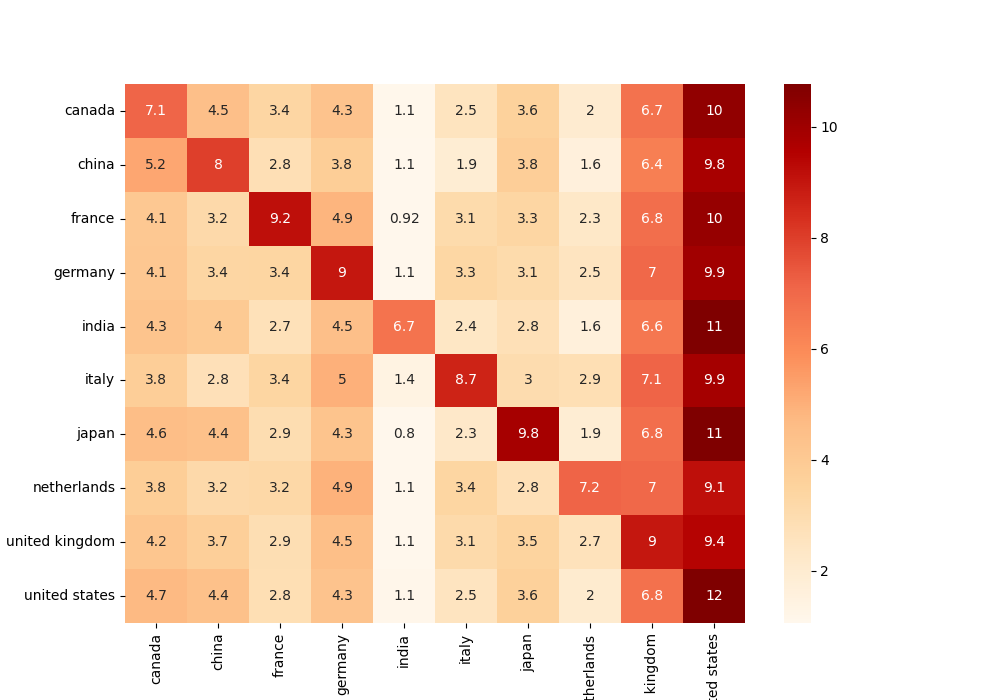 canada 7.1 4.5 3.4 4.3 1.1 2.5 3.6 2 6.7 10
china 5.2 8 2.8 3.8 1.1 1.9 3.8 1.6 6.4 9.8
france 4.1 3.2 9.2 4.9 0.92 3.1 3.3 2.3 6.8 10
germany 4.1 3.4 3.4 9 1.1 3.3 3.1 2.5 7 9.9
india 4.3 4 2.7 4.5 6.7 2.4 2.8 1.6 6.6 11
italy 3.8 2.8 3.4 5 1.4 8.7 3 2.9 7.1 9.9
japan 4.6 4.4 2.9 4.3 0.8 2.3 9.8 1.9 6.8 11
netherlands 3.8 3.2 3.2 4.9 1.1 3.4 2.8 7.2 7 9.1
united kingdom 4.2 3.7 2.9 4.5 1.1 3.1 3.5 2.7 9 9.4
united states 4.7 4.4 2.8 4.3 1.1 2.5 3.6 2 6.8 12
canada
china
france
germany
india
italy
japan
therlands
kingdom
ed states
10
8
6
4
2